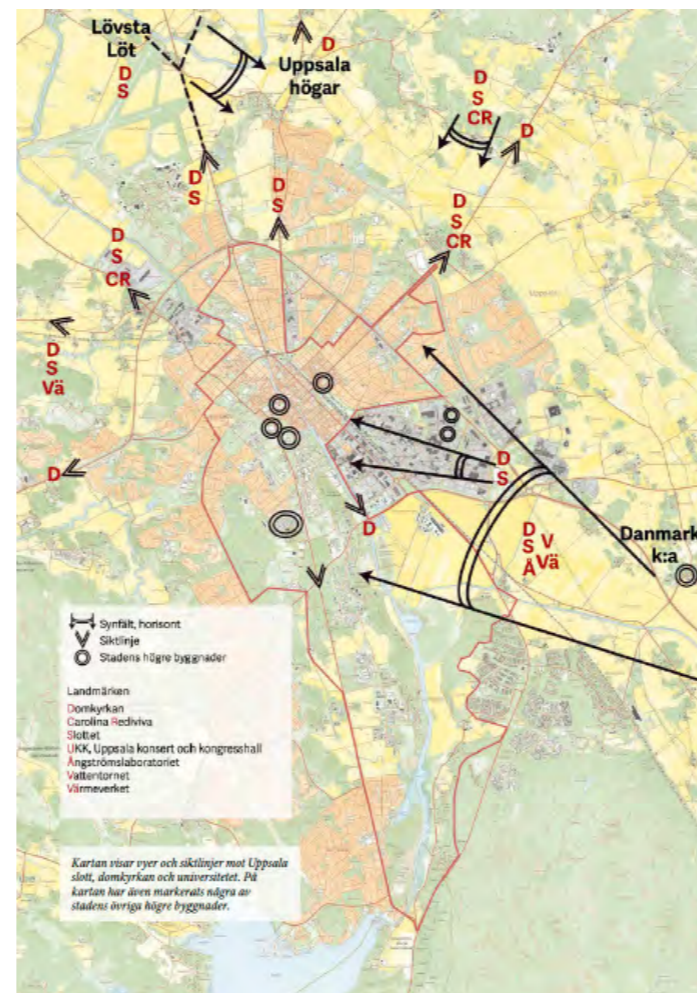 Lövsta
Löt
D
S
D
Uppsala
högar
D
S
CR
D
D
S
D
S
D
S
CR
D
S
CR
D
S
Vä
D
D
S
D
D
S
Å
V
Vä
Danmark
k:a
Synfält, horisont
Siktlinje
Stadens högre byggnader
Landmärken
Domkyrkan
Carolina Rediviva
Slottet
UKK, Uppsala konsert och kongresshall
Ångströmslaboratoriet
Vattentornet
Värmeverket
Kartan visar vyer och siktlinjer mot Uppsala
slott, domkyrkan och universitetet. På
kartan har även markerats några av
stadens övriga högre byggnader.